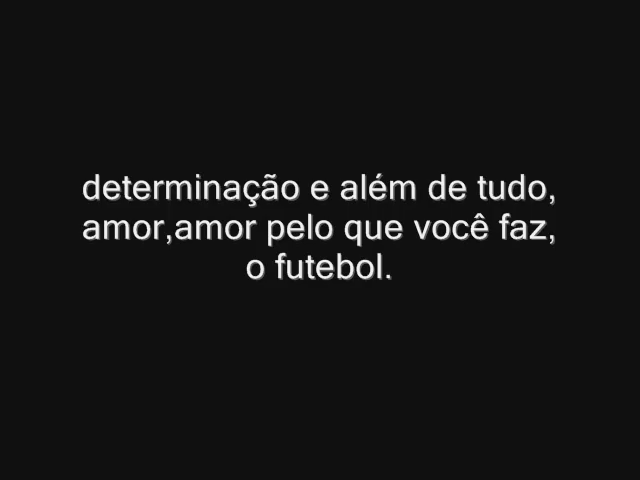 determinação e além de tudo,
amor,amor pelo que você faz,
o futebol.